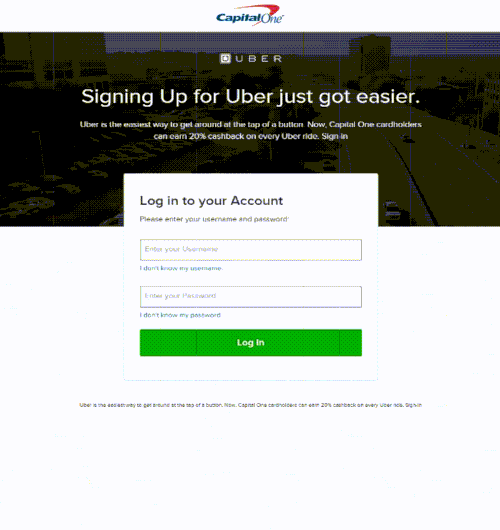 Capital One
UBER
Signing Up for Uber just got easier.
Uber is the easiest way to get around at the tap of a button. Now, Capital One cardholders
can earn 20% cashback on every Uber ride. Sign-in
Log in to your Account
Please enter your username and password
Enter your Username
I don't know my username
Enter your Password
I don't know my password
Log In
Uber is the easiest way to get around at the tap of a button. Now, Capital One cardholders can earn 20% cashback on every Uber ride. Sign-in